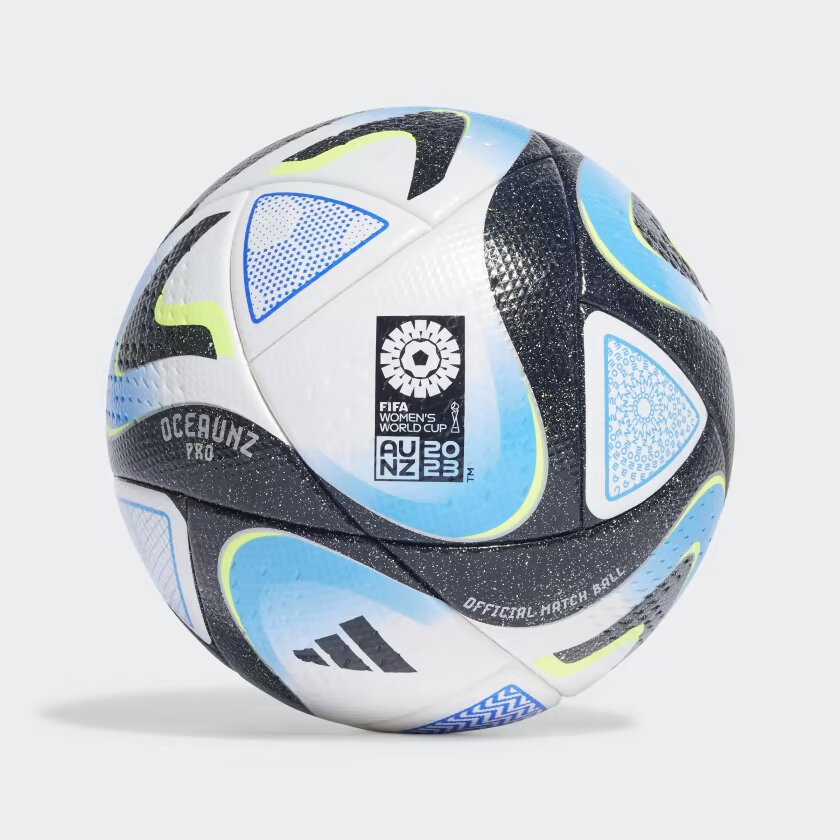 OCEAUNZ
PRO
FIFA
WOMEN'S
WORLD CUP
AU
NZ
20
23
™
OFFICIAL MATCH BALL